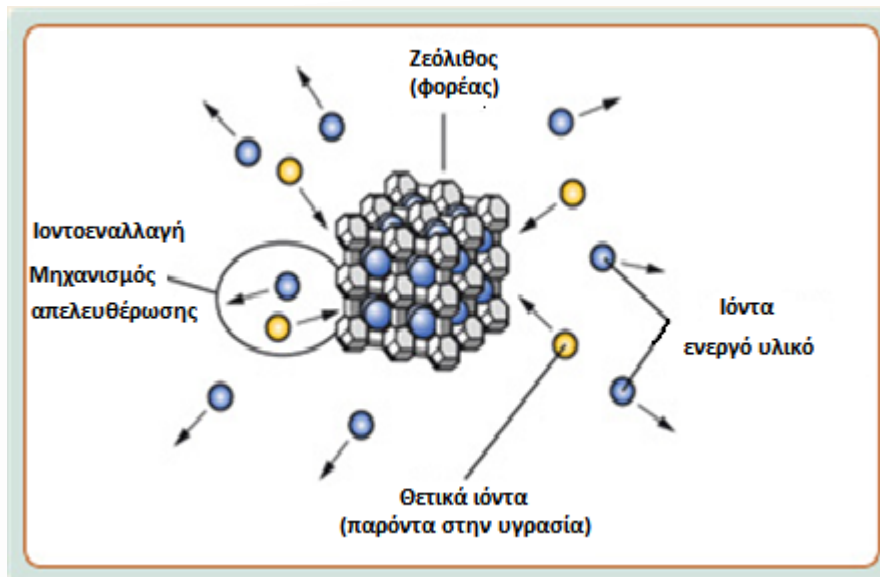 Ζεόλιθος
(φορέας)
Ιοντοεναλλαγή
Μηχανισμός
απελευθέρωσης
Ιόντα
ενεργό υλικό
Θετικά ιόντα
(παρόντα στην υγρασία)